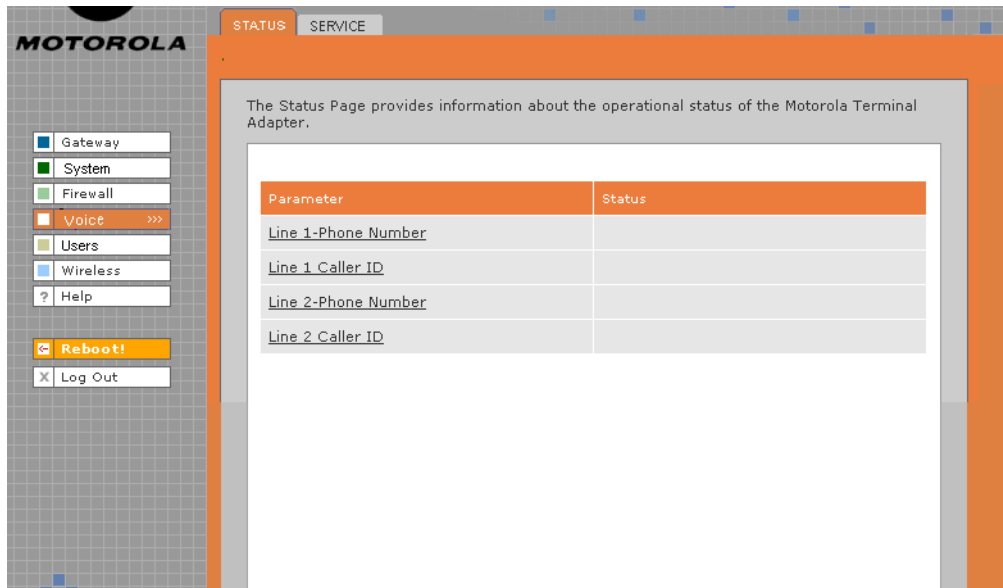 MOTOROLA
STATUS
SERVICE
The Status Page provides information about the operational status of the Motorola Terminal
Adapter.
Gateway
System
Firewall
Voice >>>
Users
Wireless
? Help
Reboot!
X Log Out
Parameter Status
Line 1-Phone Number
Line 1 Caller ID
Line 2-Phone Number
Line 2 Caller ID